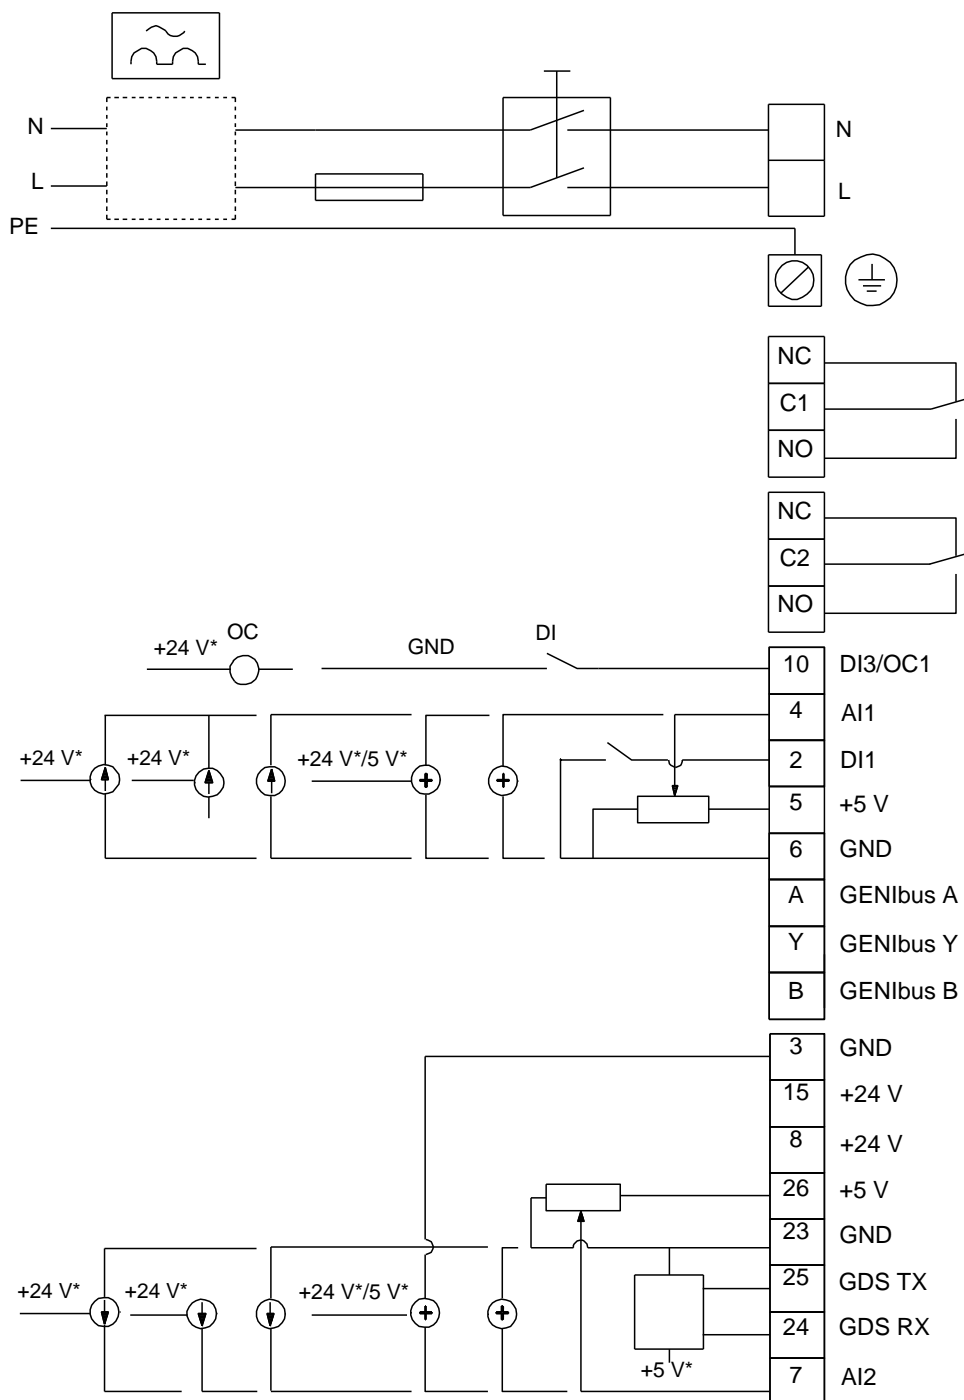 N N
L L
PE
NC
C1
NO
NC
C2
NO
+24 V* OC GND DI 10 DI3/OC1
4 AI1
+24 V* +24 V* +24 V*/5 V* 2 DI1
5 +5 V
6 GND
A GENIbus A
Y GENIbus Y
B GENIbus B
3 GND
15 +24 V
8 +24 V
26 +5 V
23 GND
+24 V* +24 V* +24 V*/5 V* 25 GDS TX
24 GDS RX
+5 V* 7 AI2